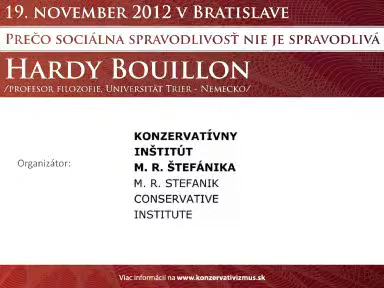 19. november 2012 v Bratislave
Prečo sociálna spravodlivosť nie je spravodlivá
Hardy Bouillon
/profesor filozofie, Universität Trier - Nemecko/
KONZERVATÍVNY
INŠTITÚT
Organizátor:
M. R. ŠTEFÁNIKA
M. R. STEFANIK
CONSERVATIVE
INSTITUTE
Viac informácií na www.konzervativizmus.sk